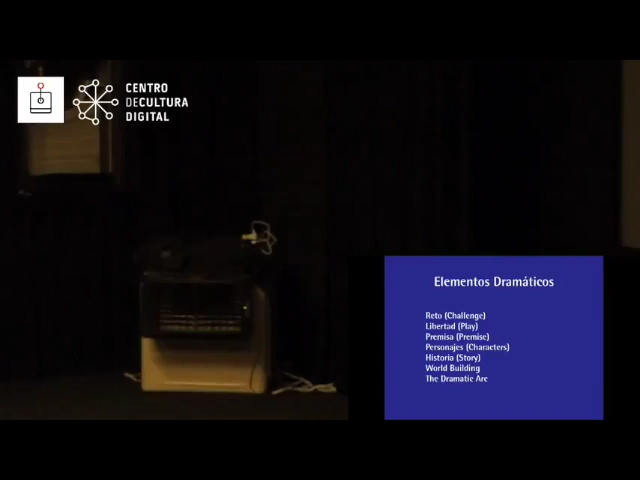 CENTRO
DECULTURA
DIGITAL
Elementos Dramáticos
Reto (Challenge)
Libertad (Play)
Premisa (Premise)
Personajes (Characters)
Historia (Story)
World Building
The Dramatic Arc